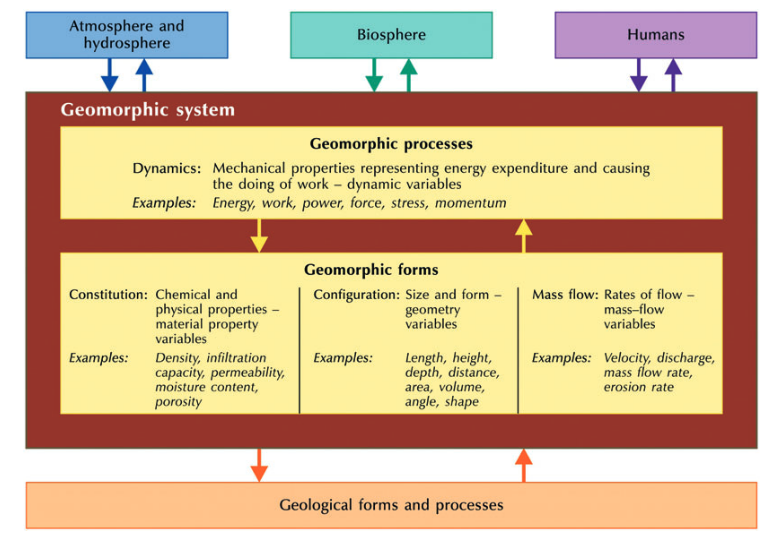 Atmosphere and
hydrosphere
Biosphere
Humans
Geomorphic system
Geomorphic processes
Dynamics: Mechanical properties representing energy expenditure and causing
the doing of work – dynamic variables
Examples: Energy, work, power, force, stress, momentum
Geomorphic forms
Constitution: Chemical and
physical properties –
material property
variables
Examples: Density, infiltration
capacity, permeability,
moisture content,
porosity
Configuration: Size and form –
geometry
variables
Examples: Length, height,
depth, distance,
area, volume,
angle, shape
Mass flow: Rates of flow –
mass–flow
variables
Examples: Velocity, discharge,
mass flow rate,
erosion rate
Geological forms and processes